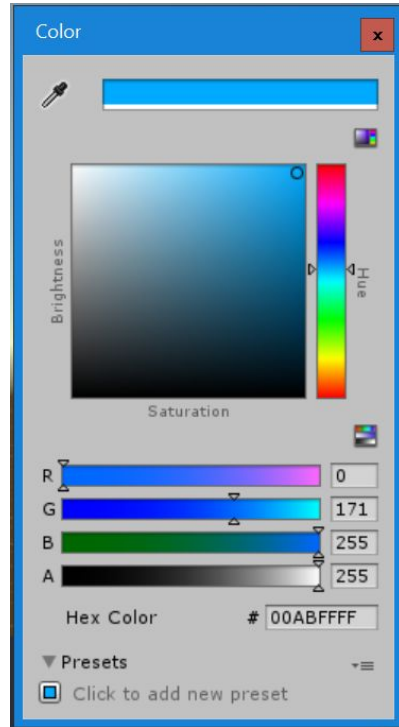 Color
x
Brightness
Hue
Saturation
R 0
G 171
B 255
A 255
Hex Color # 00ABFFFF
Presets
Click to add new preset